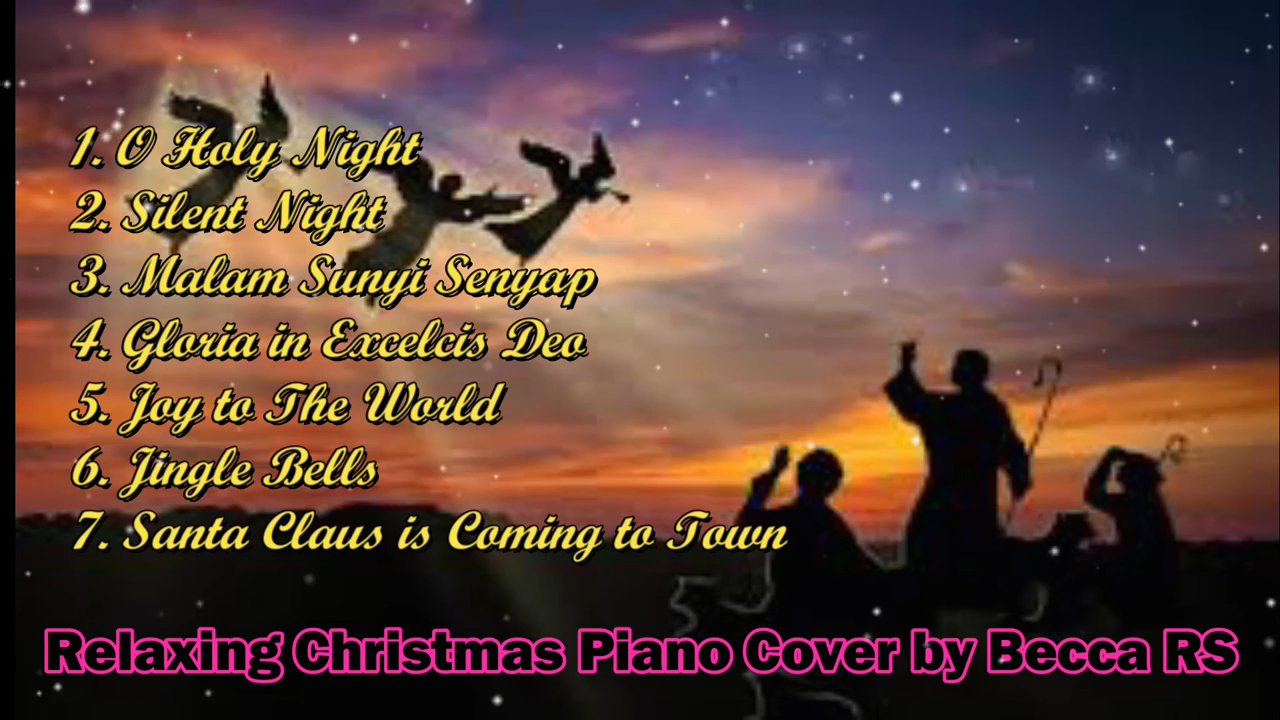 1. O Holy Night
2. Silent Night
3. Malam Sunyi Senyap
4. Gloria in Excelcis Deo
5. Joy to The World
6. Jingle Bells
7. Santa Claus is Coming to Town
Relaxing Christmas Piano Cover by Becca RS